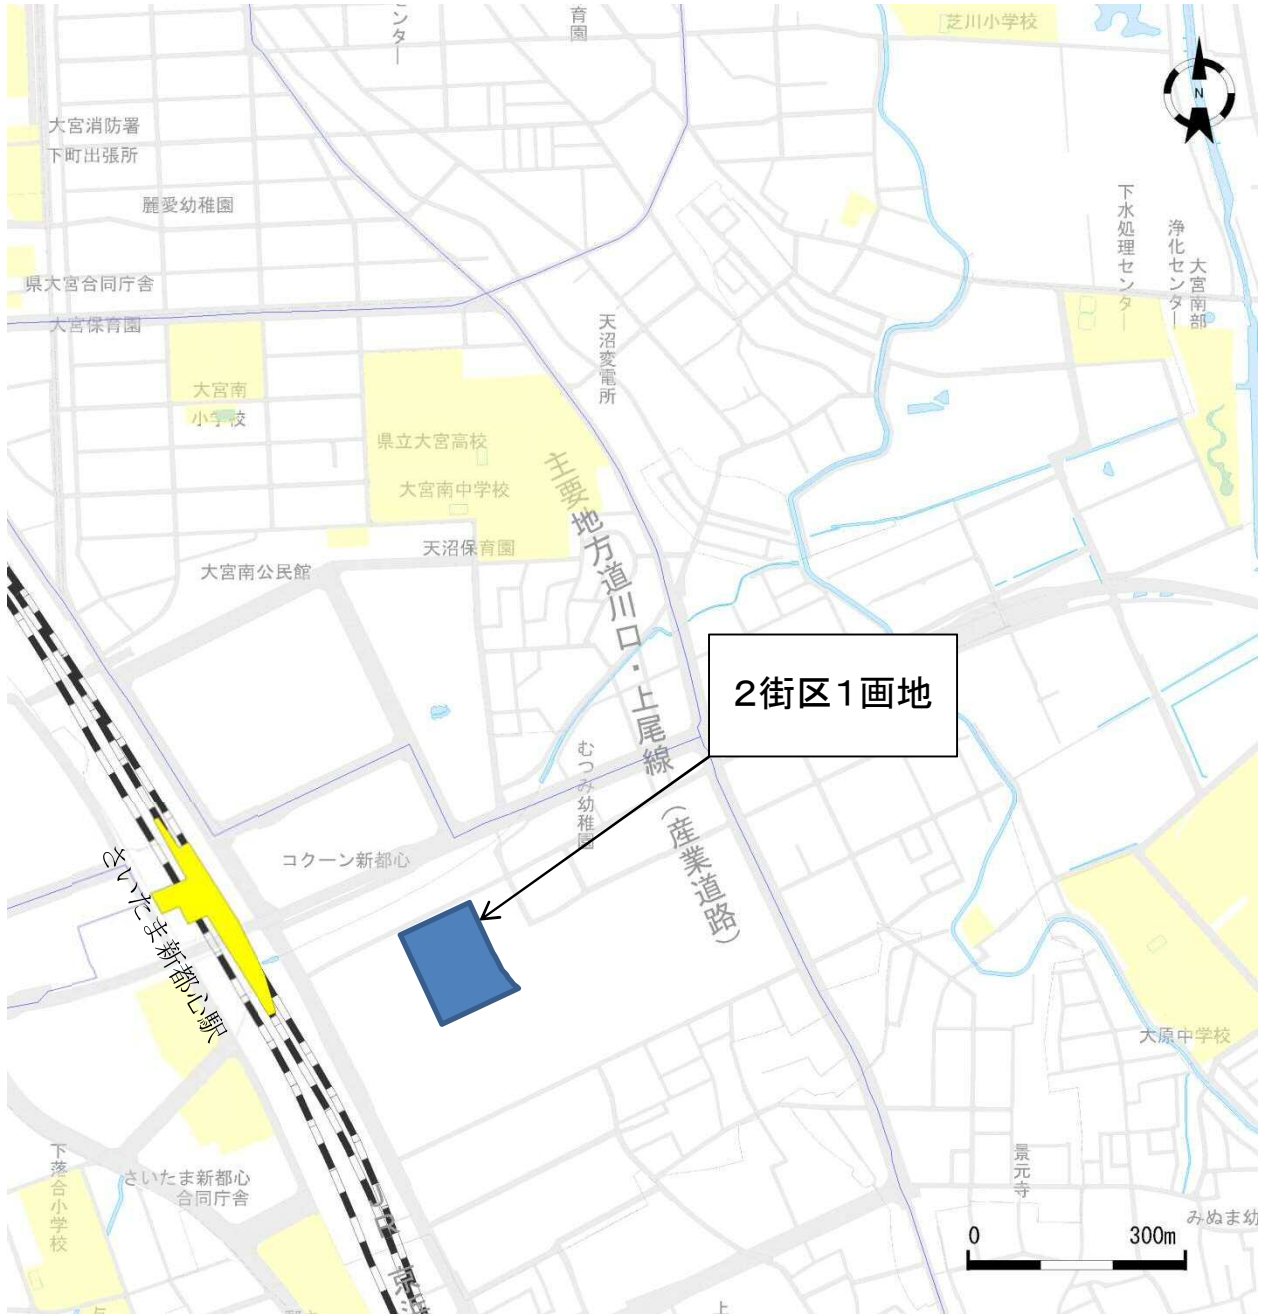 センター
育園
芝川小学校
N
大宮消防署
下町出張所
麗愛幼稚園
下水処理センター
大宮南部
浄化センター
県大宮合同庁舎
大宮保育園
天沼変電所
大宮南
小学校
県立大宮高校
大宮南中学校
天沼保育園
大宮南公民館
主要地方道川口・上尾線（産業道路）
2街区1画地
むつみ幼稚園
コクーン新都心
さいたま新都心駅
大原中学校
下落合小学校
さいたま新都心
合同庁舎
景元寺
みぬま幼
0 300m
上